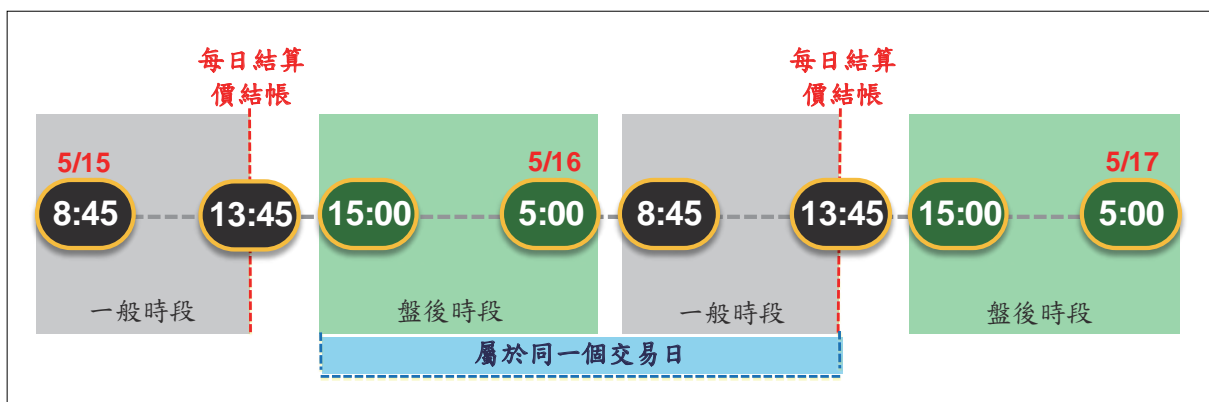 每日結算
價結帳
每日結算
價結帳
5/15
5/16
5/17
8:45
13:45
15:00
5:00
8:45
13:45
15:00
5:00
一般時段
盤後時段
一般時段
盤後時段
屬於同一個交易日